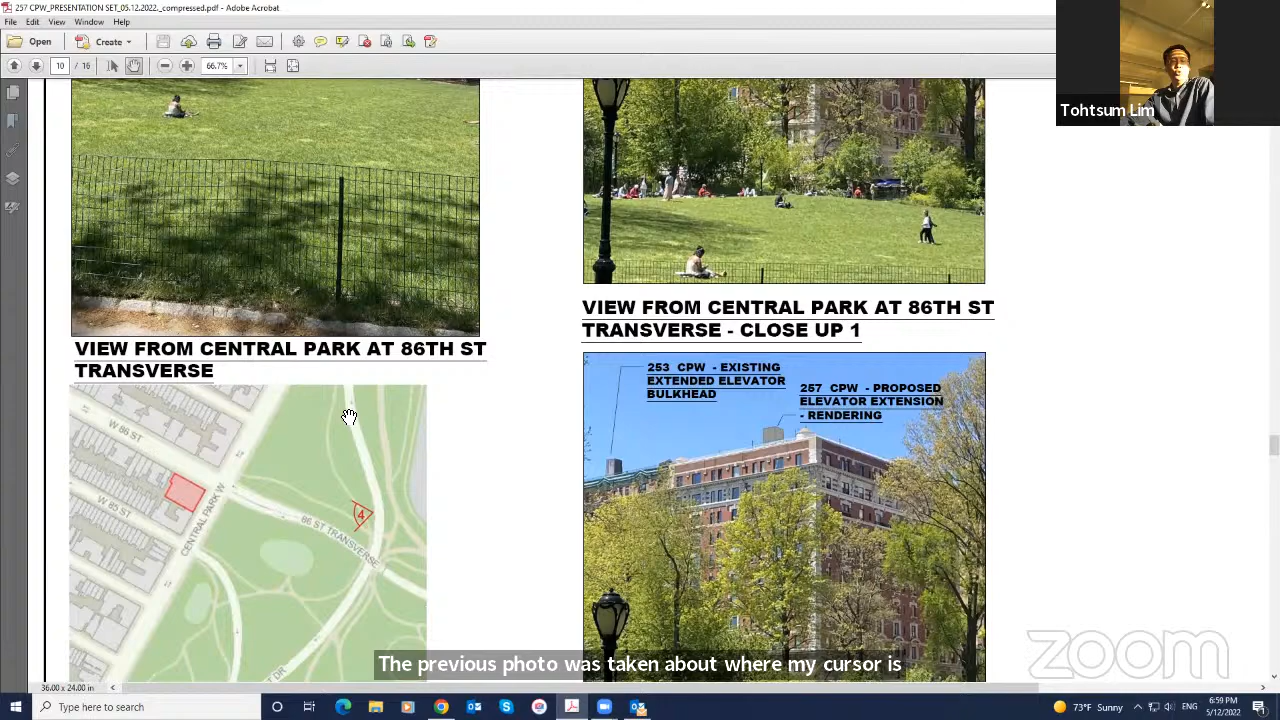 257 CPW_PRESENTATION SET_05.12.2022._compressed.pdf - Adobe Acrobat
File Edit View Window Help
Open
Create
10 / 16
66.7%
Tohtsum Lim
VIEW FROM CENTRAL PARK AT 86TH ST
TRANSVERSE
VIEW FROM CENTRAL PARK AT 86TH ST
TRANSVERSE - CLOSE UP 1
253 CPW - EXISTING
EXTENDED ELEVATOR
BULKHEAD
257 CPW - PROPOSED
ELEVATOR EXTENSION
- RENDERING
W 86 ST
W 85 ST
CENTRAL PARK W
86 ST TRANSVERSE
4
DR
The previous photo was taken about where my cursor is
zoom
36.00 x 24.00 in
Type here to search
73°F Sunny
ENG
6:59 PM
5/12/2022